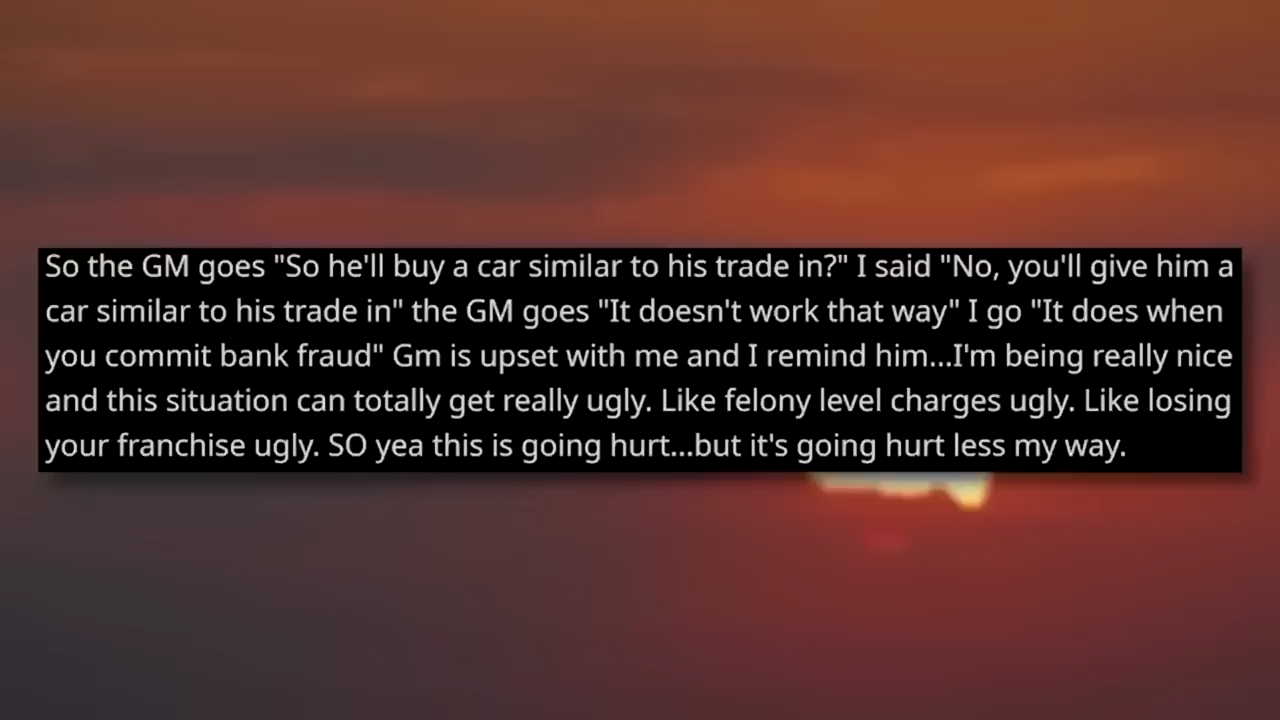 So the GM goes "So he'll buy a car similar to his trade in?" I said "No, you'll give him a
car similar to his trade in" the GM goes "It doesn't work that way" I go "It does when
you commit bank fraud" Gm is upset with me and I remind him...I'm being really nice
and this situation can totally get really ugly. Like felony level charges ugly. Like losing
your franchise ugly. SO yea this is going hurt...but it's going hurt less my way.